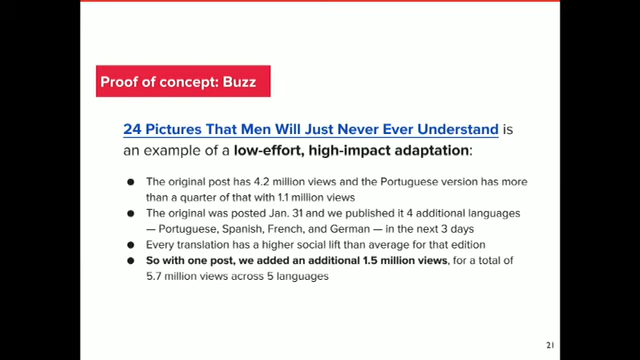 Proof of concept: Buzz
24 Pictures That Men Will Just Never Ever Understand is
an example of a low-effort, high-impact adaptation:
● The original post has 4.2 million views and the Portuguese version has more
than a quarter of that with 1.1 million views
● The original was posted Jan. 31 and we published it 4 additional languages
— Portuguese, Spanish, French, and German — in the next 3 days
● Every translation has a higher social lift than average for that edition
● So with one post, we added an additional 1.5 million views, for a total of
5.7 million views across 5 languages
21